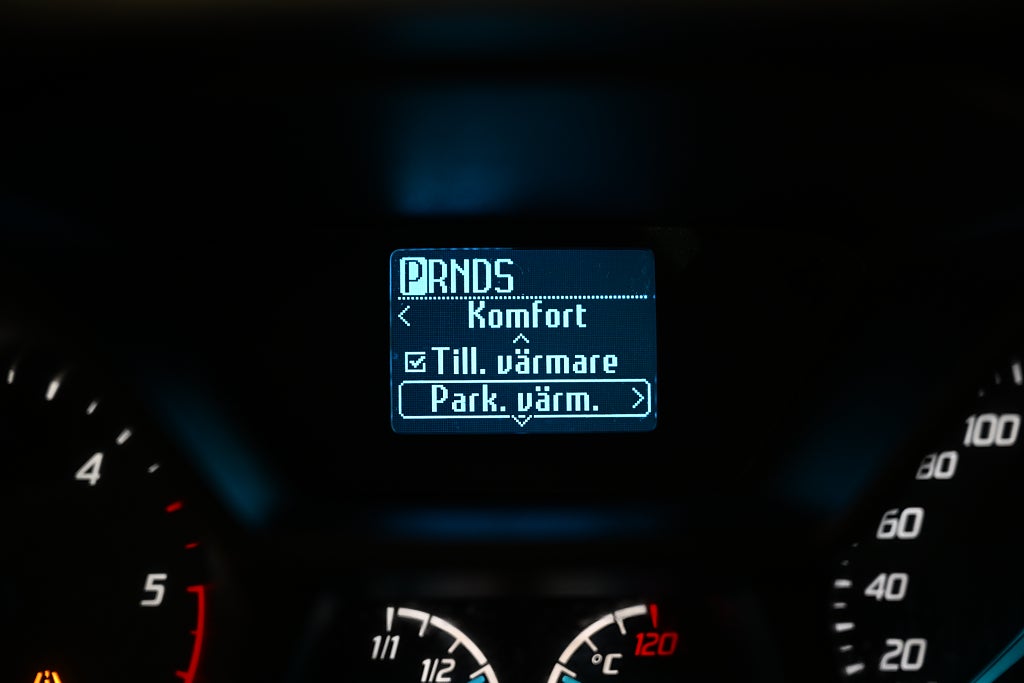 PRNDS
< Komfort
Till. värmare
Park. värm. >
4
5
1/1
1/2
°C
120
100
80
60
40
20